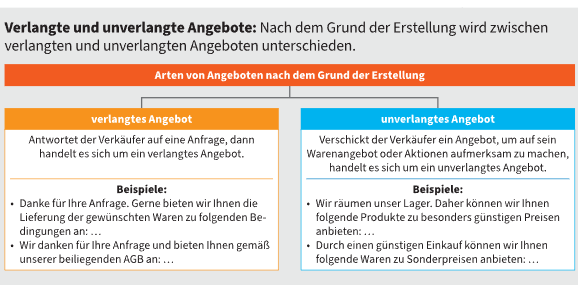 Verlangte und unverlangte Angebote: Nach dem Grund der Erstellung wird zwischen
verlangten und unverlangten Angeboten unterschieden.
Arten von Angeboten nach dem Grund der Erstellung
verlangtes Angebot
Antwortet der Verkäufer auf eine Anfrage, dann
handelt es sich um ein verlangtes Angebot.
Beispiele:
• Danke für Ihre Anfrage. Gerne bieten wir Ihnen die
Lieferung der gewünschten Waren zu folgenden Be-
dingungen an: …
• Wir danken für Ihre Anfrage und bieten Ihnen gemäß
unserer beiliegenden AGB an: …
unverlangtes Angebot
Verschickt der Verkäufer ein Angebot, um auf sein
Warenangebot oder Aktionen aufmerksam zu machen,
handelt es sich um ein unverlangtes Angebot.
Beispiele:
• Wir räumen unser Lager. Daher können wir Ihnen
folgende Produkte zu besonders günstigen Preisen
anbieten: …
• Durch einen günstigen Einkauf können wir Ihnen
folgende Waren zu Sonderpreisen anbieten: …